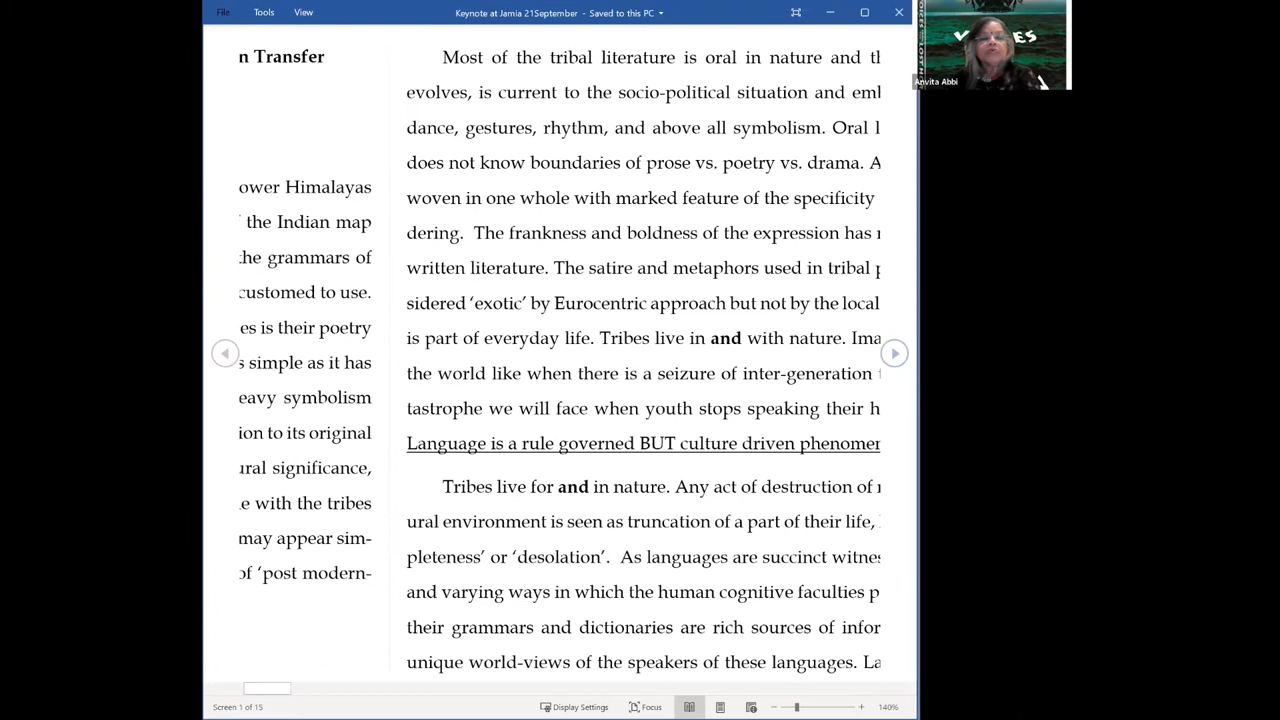 File Tools View
Keynote at Jamia 21September - Saved to this PC
n Transfer
ower Himalayas
the Indian map
the grammars of
customed to use.
es is their poetry
s simple as it has
eavy symbolism
ion to its original
ural significance,
e with the tribes
may appear sim-
of ‘post modern-
Most of the tribal literature is oral in nature and th
evolves, is current to the socio-political situation and emb
dance, gestures, rhythm, and above all symbolism. Oral l
does not know boundaries of prose vs. poetry vs. drama. A
woven in one whole with marked feature of the specificity
dering. The frankness and boldness of the expression has
written literature. The satire and metaphors used in tribal p
sidered ‘exotic’ by Eurocentric approach but not by the local
is part of everyday life. Tribes live in and with nature. Ima
the world like when there is a seizure of inter-generation
tastrophe we will face when youth stops speaking their h
Language is a rule governed BUT culture driven phenomen
Tribes live for and in nature. Any act of destruction of
ural environment is seen as truncation of a part of their life,
pleteness’ or ‘desolation’. As languages are succinct witnes
and varying ways in which the human cognitive faculties p
their grammars and dictionaries are rich sources of infor
unique world-views of the speakers of these languages. La
Screen 1 of 15
Display Settings Focus
140%
Anvita Abbi